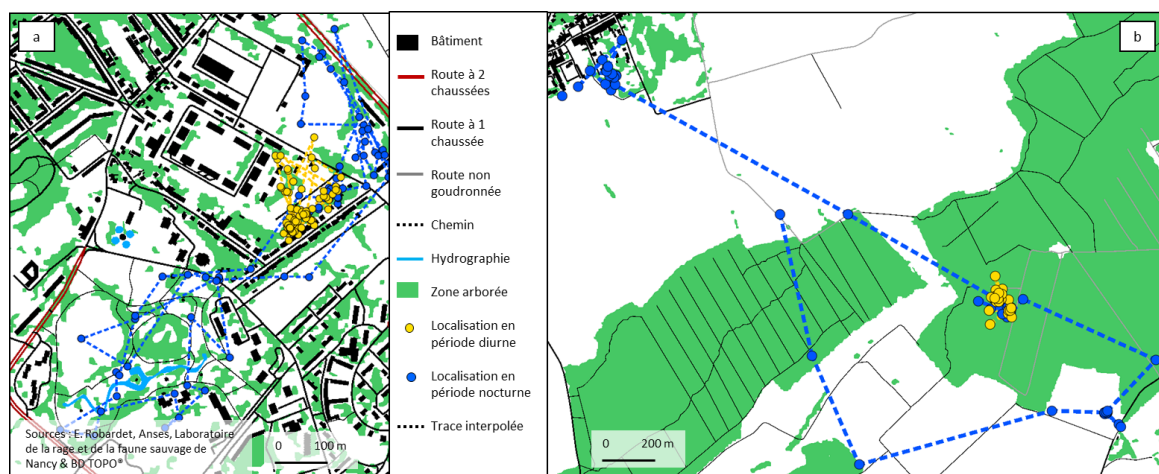 a
Bâtiment
Route à 2
chaussées
Route à 1
chaussée
Route non
goudronnée
Chemin
Hydrographie
Zone arborée
Localisation en
période diurne
Localisation en
période nocturne
Trace interpolée
Sources : E. Robardet, Anses, Laboratoire
de la rage et de la faune sauvage de
Nancy & BD TOPO®
0 100 m
b
0 200 m